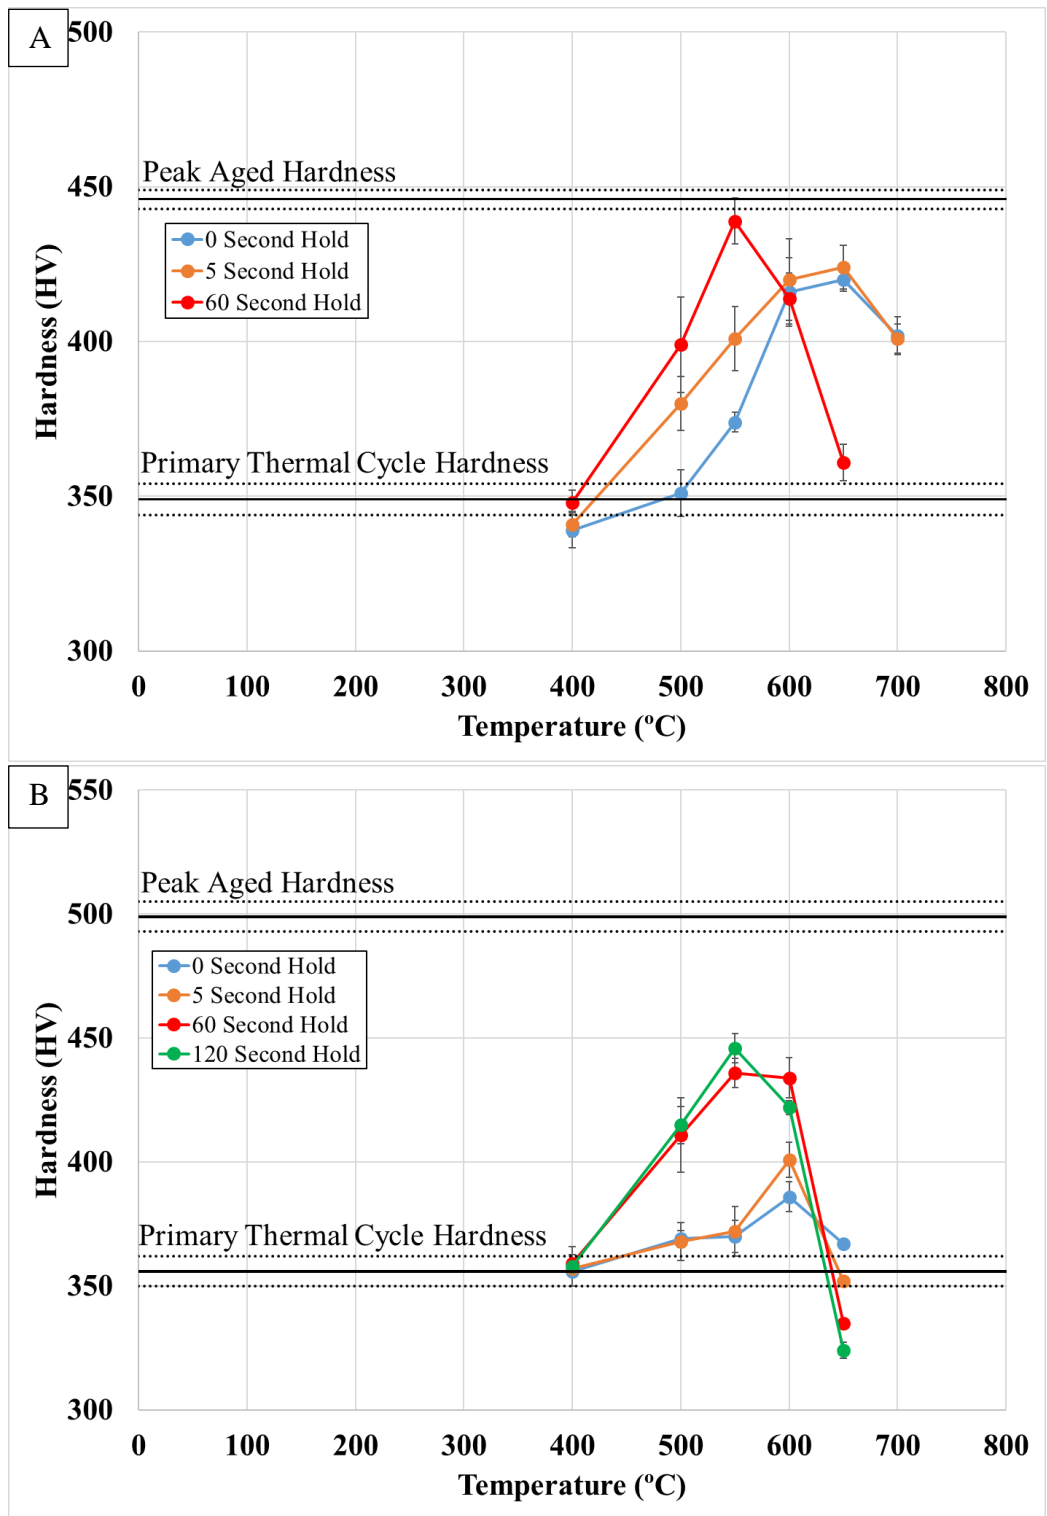 A
500
Peak Aged Hardness
450
0 Second Hold
5 Second Hold
60 Second Hold
400
Hardness (HV)
Primary Thermal Cycle Hardness
350
300
0 100 200 300 400 500 600 700 800
Temperature (ºC)
B
550
Peak Aged Hardness
500
0 Second Hold
5 Second Hold
60 Second Hold
120 Second Hold
450
Hardness (HV)
400
Primary Thermal Cycle Hardness
350
300
0 100 200 300 400 500 600 700 800
Temperature (ºC)